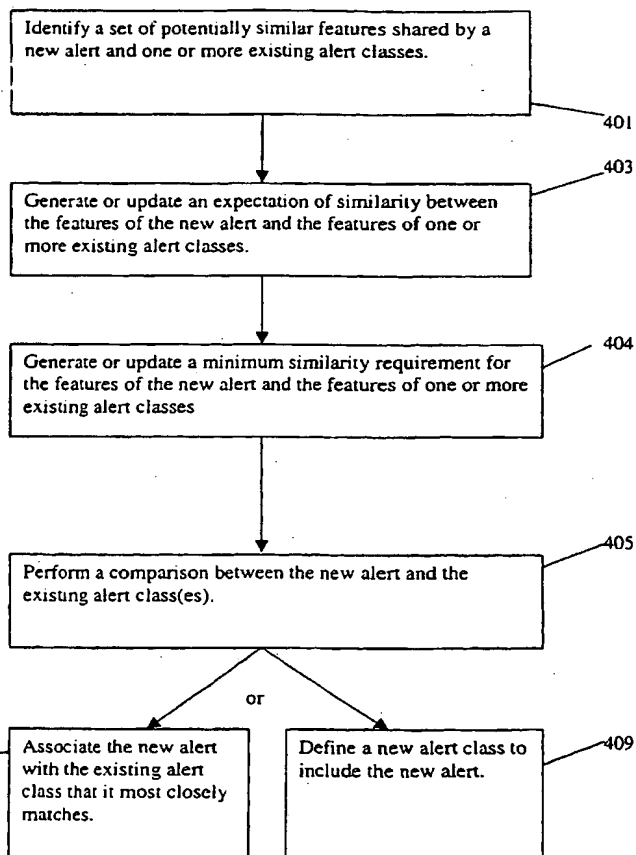 Identify a set of potentially similar features shared by a
new alert and one or more existing alert classes.
401
403
Generate or update an expectation of similarity between
the features of the new alert and the features of one or
more existing alert classes.
404
Generate or update a minimum similarity requirement for
the features of the new alert and the features of one or more
existing alert classes
405
Perform a comparison between the new alert and the
existing alert class(es).
or
Associate the new alert
with the existing alert
class that it most closely
matches.
Define a new alert class to
include the new alert.
409